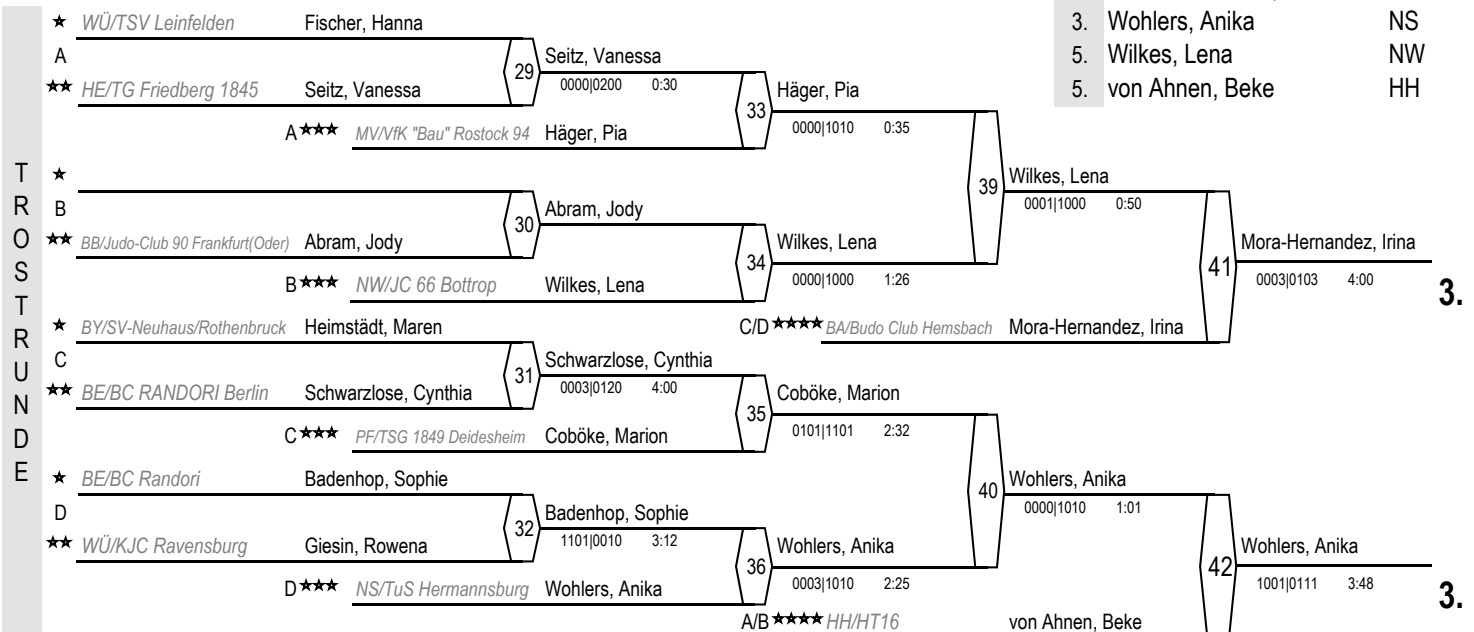 ★ WÜ/TSV Leinfelden Fischer, Hanna
3. Wohlers, Anika NS
A
29 Seitz, Vanessa
5. Wilkes, Lena NW
★★ HE/TG Friedberg 1845 Seitz, Vanessa
0000|0200 0:30
33 Häger, Pia
5. von Ahnen, Beke HH
A★★★ MV/VfK "Bau" Rostock 94 Häger, Pia
0000|1010 0:35
TROSTRUNDE
★
39 Wilkes, Lena
0001|1000 0:50
B
30 Abram, Jody
★★ BB/Judo-Club 90 Frankfurt(Oder) Abram, Jody
34 Wilkes, Lena
41 Mora-Hernandez, Irina
0000|1000 1:26
0003|0103 4:00
3.
B★★★ NW/JC 66 Bottrop Wilkes, Lena
★ BY/SV-Neuhaus/Rothenbruck Heimstädt, Maren
C/D★★★★ BA/Budo Club Hemsbach Mora-Hernandez, Irina
C
31 Schwarzlose, Cynthia
0003|0120 4:00
★★ BE/BC RANDORI Berlin Schwarzlose, Cynthia
35 Coböke, Marion
0101|1101 2:32
C★★★ PF/TSG 1849 Deidesheim Coböke, Marion
★ BE/BC Randori Badenhop, Sophie
40 Wohlers, Anika
0000|1010 1:01
D
32 Badenhop, Sophie
1101|0010 3:12
★★ WÜ/KJC Ravensburg Giesin, Rowena
36 Wohlers, Anika
0003|1010 2:25
42 Wohlers, Anika
1001|0111 3:48
3.
D★★★ NS/TuS Hermannsburg Wohlers, Anika
A/B★★★★ HH/HT16 von Ahnen, Beke